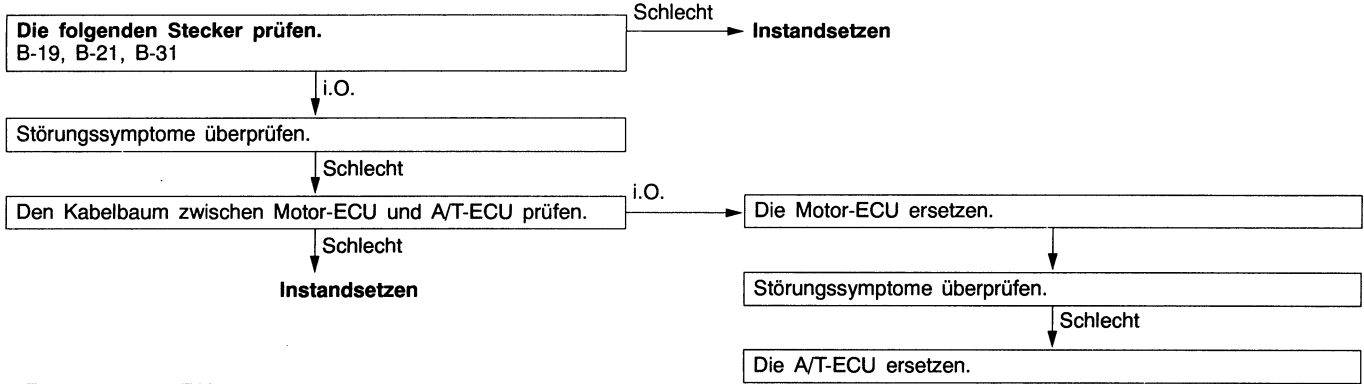 Die folgenden Stecker prüfen.
B-19, B-21, B-31
Schlecht
Instandsetzen
i.O.
Störungssymptome überprüfen.
Schlecht
Den Kabelbaum zwischen Motor-ECU und A/T-ECU prüfen.
i.O.
Die Motor-ECU ersetzen.
Schlecht
Instandsetzen
Störungssymptome überprüfen.
Schlecht
Die A/T-ECU ersetzen.